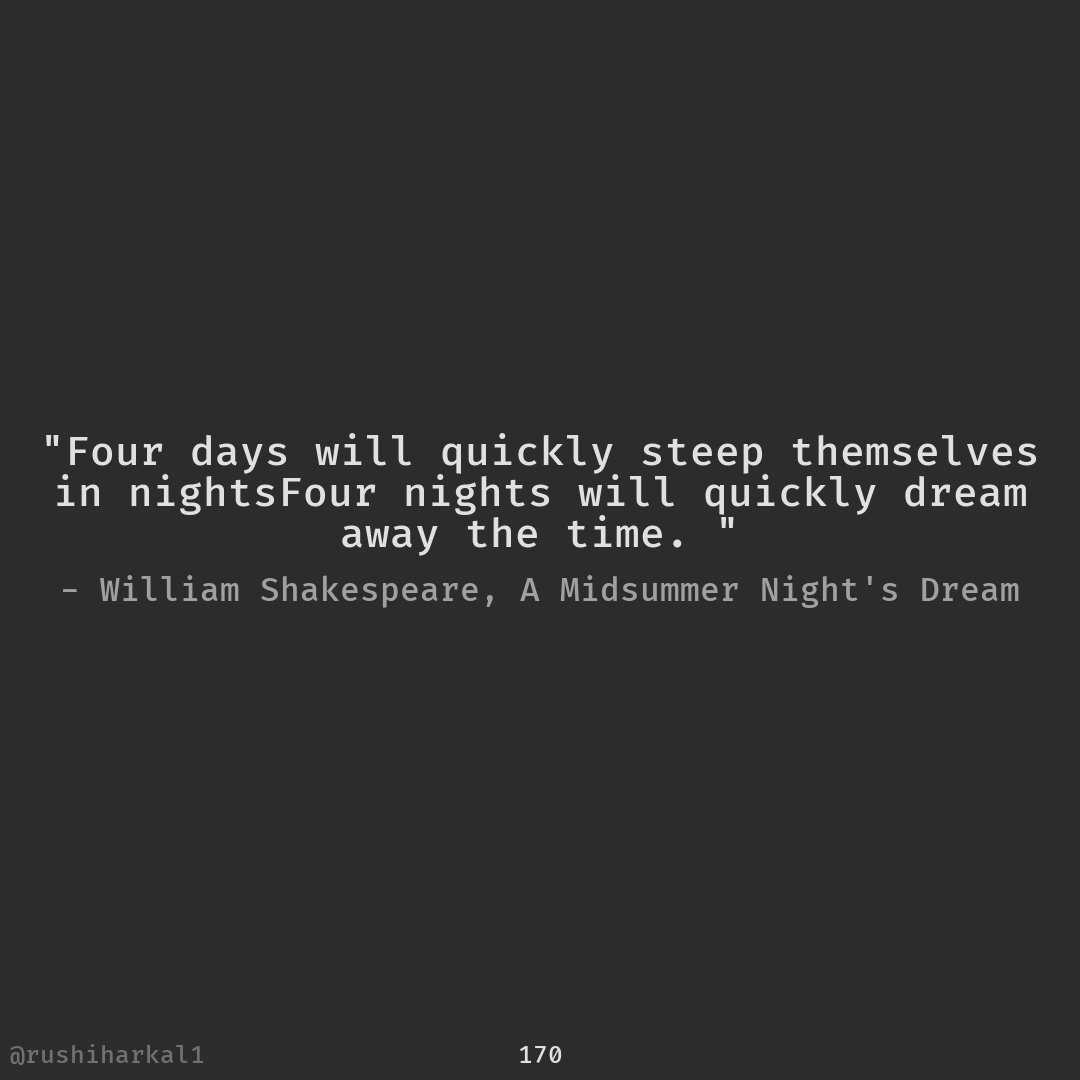 "Four days will quickly steep themselves
in nightsFour nights will quickly dream
away the time. "
– William Shakespeare, A Midsummer Night's Dream
@rushiharkal1
170